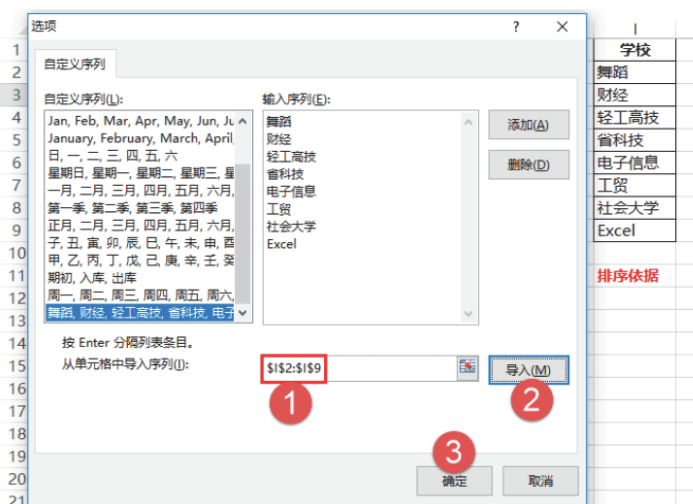 选项
? ×
自定义序列
自定义序列(L):
Jan, Feb, Mar, Apr, May, Jun, Ju
January, February, March, April,
日, 一, 二, 三, 四, 五, 六
星期日, 星期一, 星期二, 星期三, 星
一月, 二月, 三月, 四月, 五月, 六月,
第一季, 第二季, 第三季, 第四季
正月, 二月, 三月, 四月, 五月, 六月,
子, 丑, 寅, 卯, 辰, 巳, 午, 未, 申, 酉
甲, 乙, 丙, 丁, 戊, 己, 庚, 辛, 壬, 癸
期初, 入库, 出库
周一, 周二, 周三, 周四, 周五, 周六,
舞蹈, 财经, 轻工高技, 省科技, 电子
输入序列(E):
舞蹈
财经
轻工高技
省科技
电子信息
工贸
社会大学
Excel
添加(A)
删除(D)
按 Enter 分隔列表条目。
从单元格中导入序列(I):
$I$2:$I$9
导入(M)
1
2
3
确定
取消
I
学校
舞蹈
财经
轻工高技
省科技
电子信息
工贸
社会大学
Excel
排序依据
1
2
3
4
5
6
7
8
9
10
11
12
13
14
15
16
17
18
19
20
21